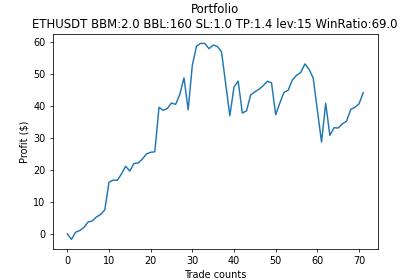 Portfolio
ETHUSDT BBM:2.0 BBL:160 SL:1.0 TP:1.4 lev:15 WinRatio:69.0
60
50
40
30
20
10
0
Profit ($)
0 10 20 30 40 50 60 70
Trade counts